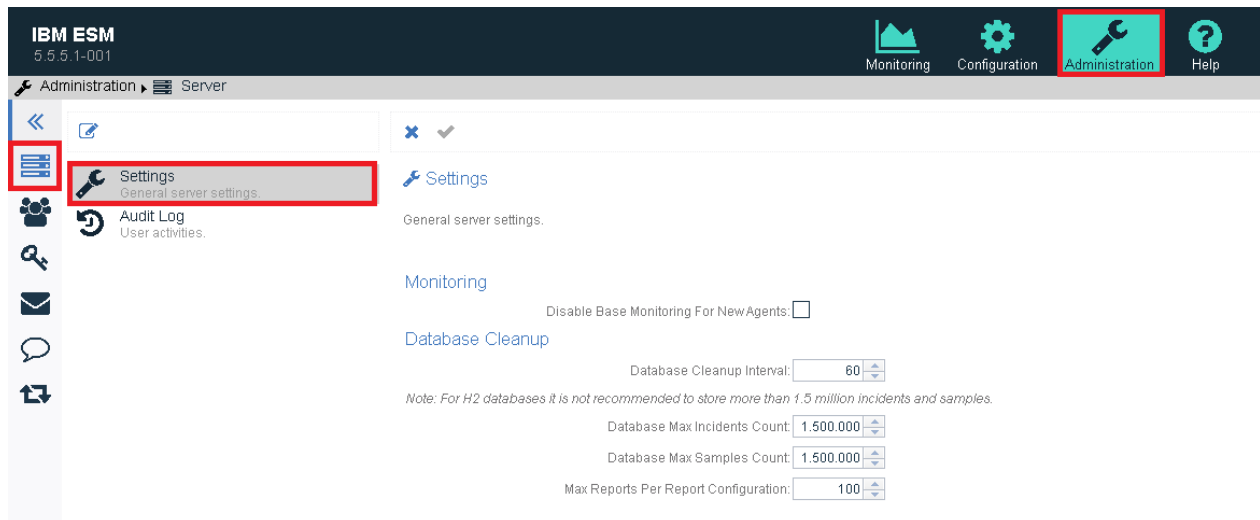 IBM ESM
5.5.5.1-001
Monitoring
Configuration
Administration
Help
Administration
Server
Settings
General server settings.
Audit Log
User activities.
Settings
General server settings.
Monitoring
Disable Base Monitoring For New Agents:
Database Cleanup
Database Cleanup Interval: 60
Note: For H2 databases it is not recommended to store more than 1.5 million incidents and samples.
Database Max Incidents Count: 1.500.000
Database Max Samples Count: 1.500.000
Max Reports Per Report Configuration: 100